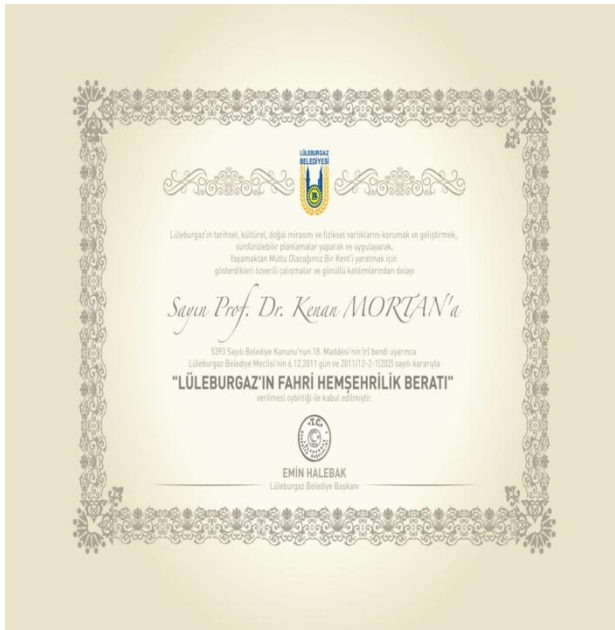 LÜLEBURGAZ
BELEDİYESİ
Lüleburgaz'ın tarihsel, kültürel, doğal mirasını ve fiziksel varlıklarını korumak ve geliştirmek,
sürdürülebilir planlamalar yaparak ve uygulayarak,
Yaşamaktan Mutlu Olacağımız Bir Kent'i yaratmak için
gösterdikleri özverili çalışmalar ve gönüllü katılımlarından dolayı
Sayın Prof. Dr. Kenan MORTAN'a
5393 Sayılı Belediye Kanunu'nun 18. Maddesi'nin (r) bendi uyarınca
Lüleburgaz Belediye Meclisi'nin 6.12.2011 gün ve 2011/12-2-1(202) sayılı kararıyla
"LÜLEBURGAZ'IN FAHRİ HEMŞEHRİLİK BERATI"
verilmesi oybirliği ile kabul edilmiştir.
T.C.
EMİN HALEBAK
Lüleburgaz Belediye Başkanı